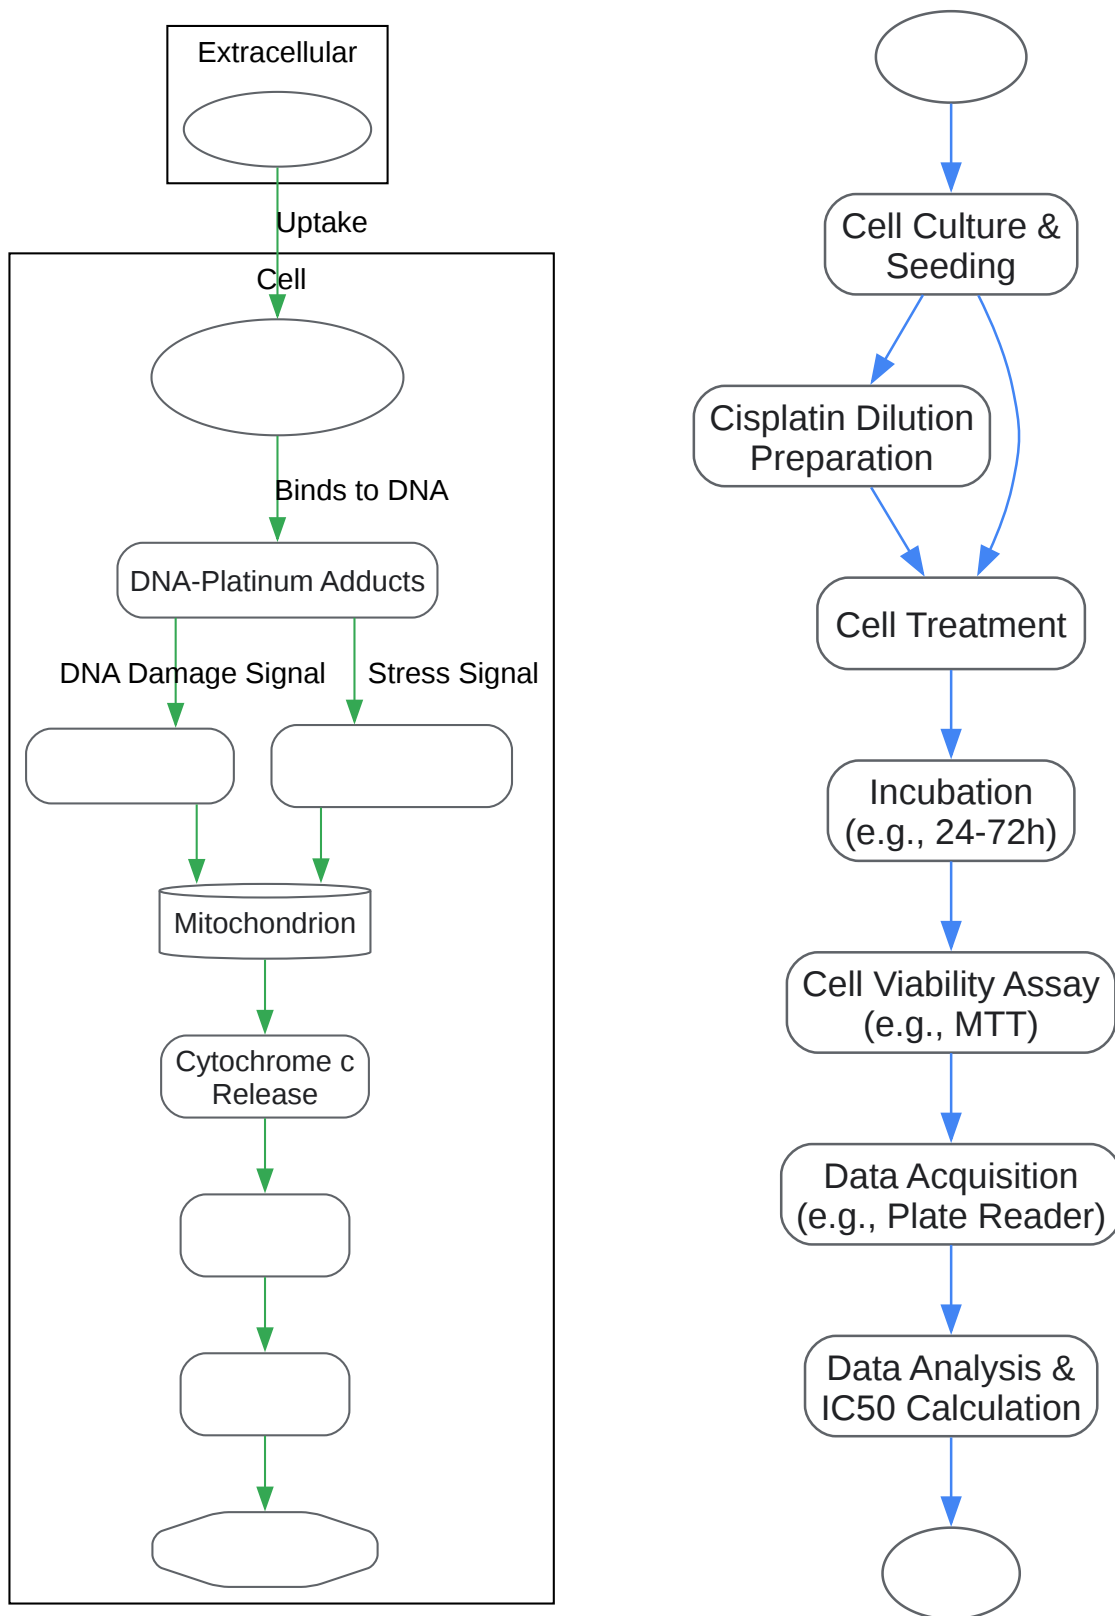 Extracellular
Uptake
Cell
Binds to DNA
DNA-Platinum Adducts
DNA Damage Signal
Stress Signal
Mitochondrion
Cytochrome c
Release
Cell Culture &
Seeding
Cisplatin Dilution
Preparation
Cell Treatment
Incubation
(e.g., 24-72h)
Cell Viability Assay
(e.g., MTT)
Data Acquisition
(e.g., Plate Reader)
Data Analysis &
IC50 Calculation